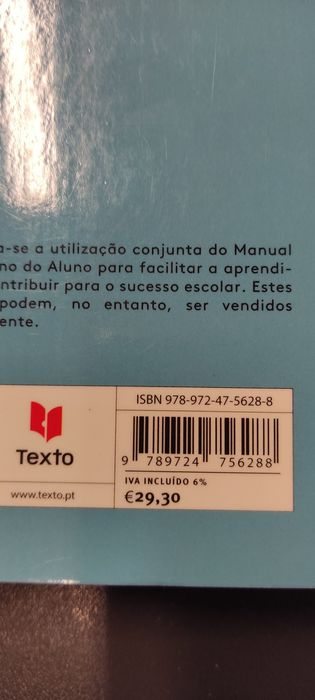 a-se a utilização conjunta do Manual
no do Aluno para facilitar a aprendi-
ntribuir para o sucesso escolar. Estes
podem, no entanto, ser vendidos
ente.
ISBN 978-972-47-5628-8
Texto
9 789724 756288
www.texto.pt
IVA INCLUÍDO 6%
€29,30